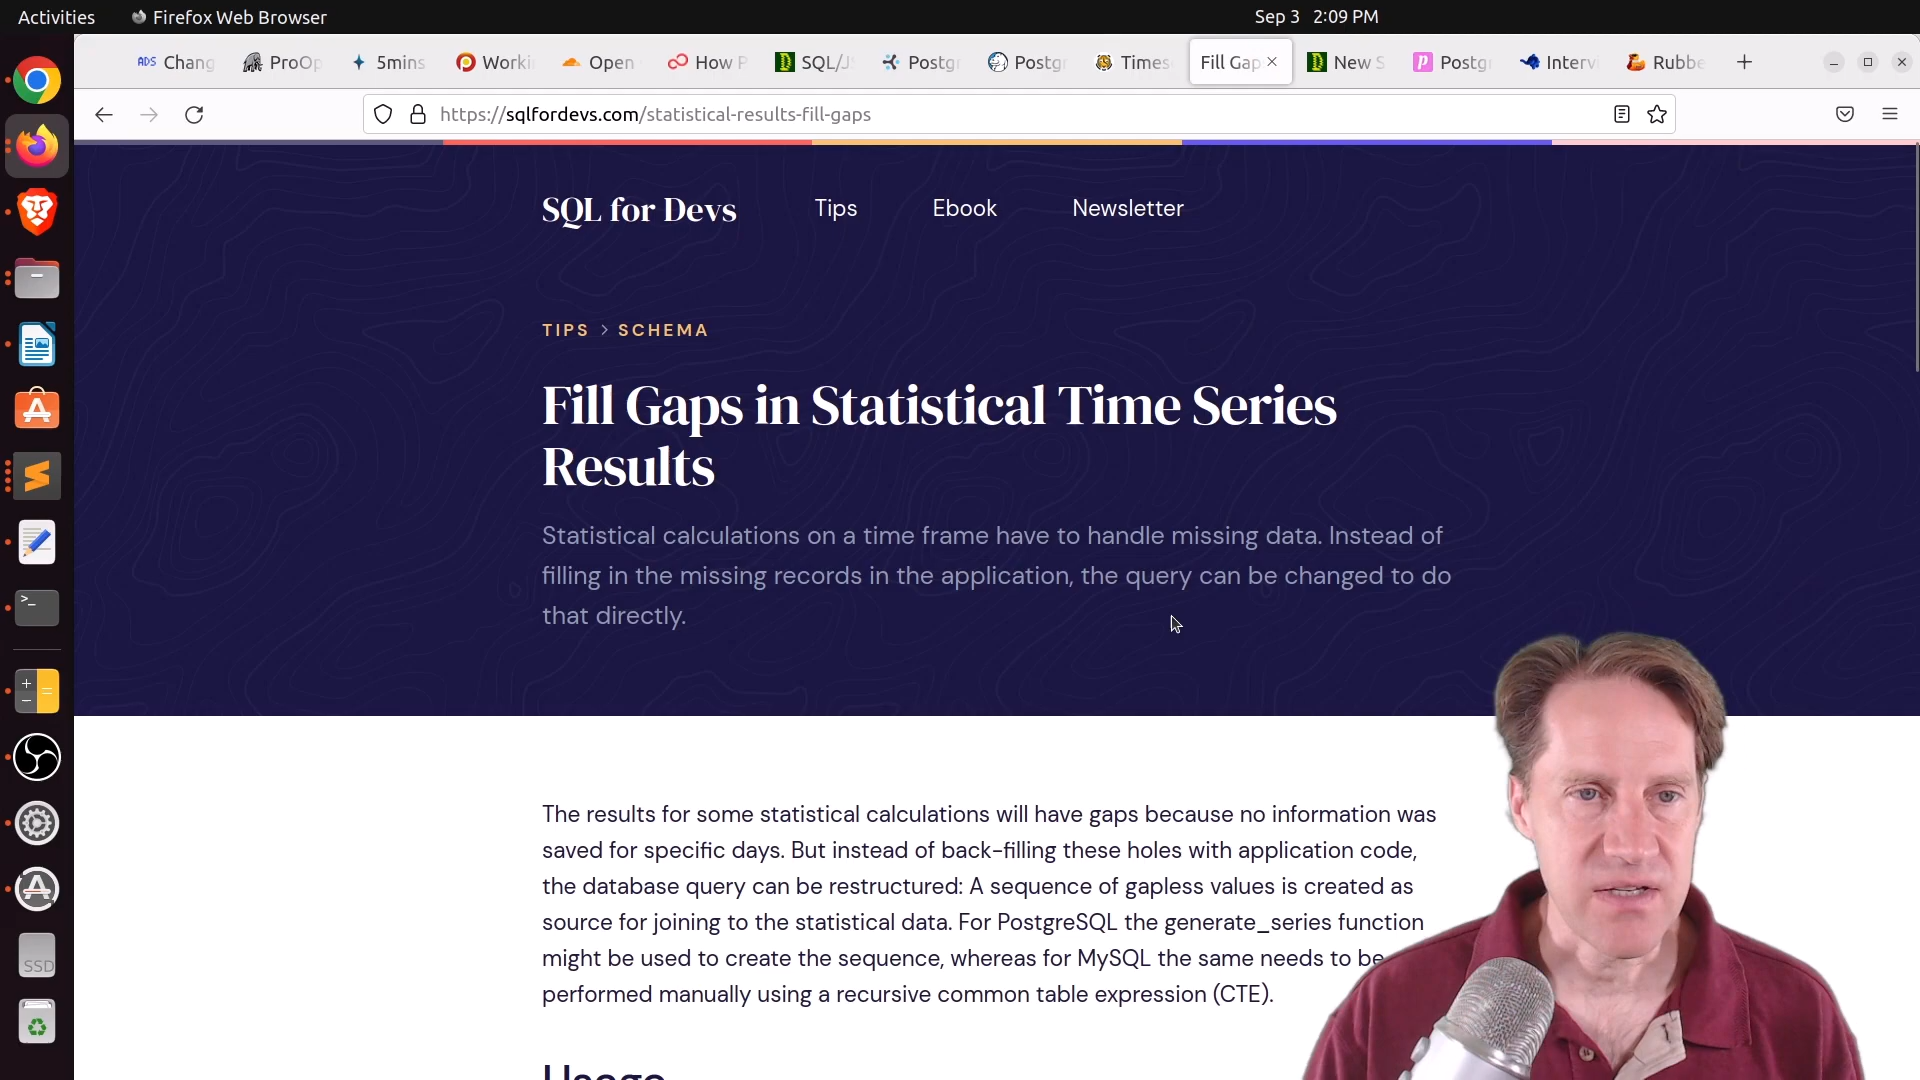 Activities
Firefox Web Browser
Sep 3 2:09 PM
ADS Chang
ProOp
5mins
Worki
Open
How P
SQL/J
Postgr
Postgr
Times
Fill Gap
New S
Postg
Interv
Rubbe
https://sqlfordevs.com/statistical-results-fill-gaps
SQL for Devs
Tips
Ebook
Newsletter
TIPS > SCHEMA
Fill Gaps in Statistical Time Series
Results
Statistical calculations on a time frame have to handle missing data. Instead of
filling in the missing records in the application, the query can be changed to do
that directly.
The results for some statistical calculations will have gaps because no information was
saved for specific days. But instead of back-filling these holes with application code,
the database query can be restructured: A sequence of gapless values is created as
source for joining to the statistical data. For PostgreSQL the generate_series function
might be used to create the sequence, whereas for MySQL the same needs to be
performed manually using a recursive common table expression (CTE).
Usage
SSD